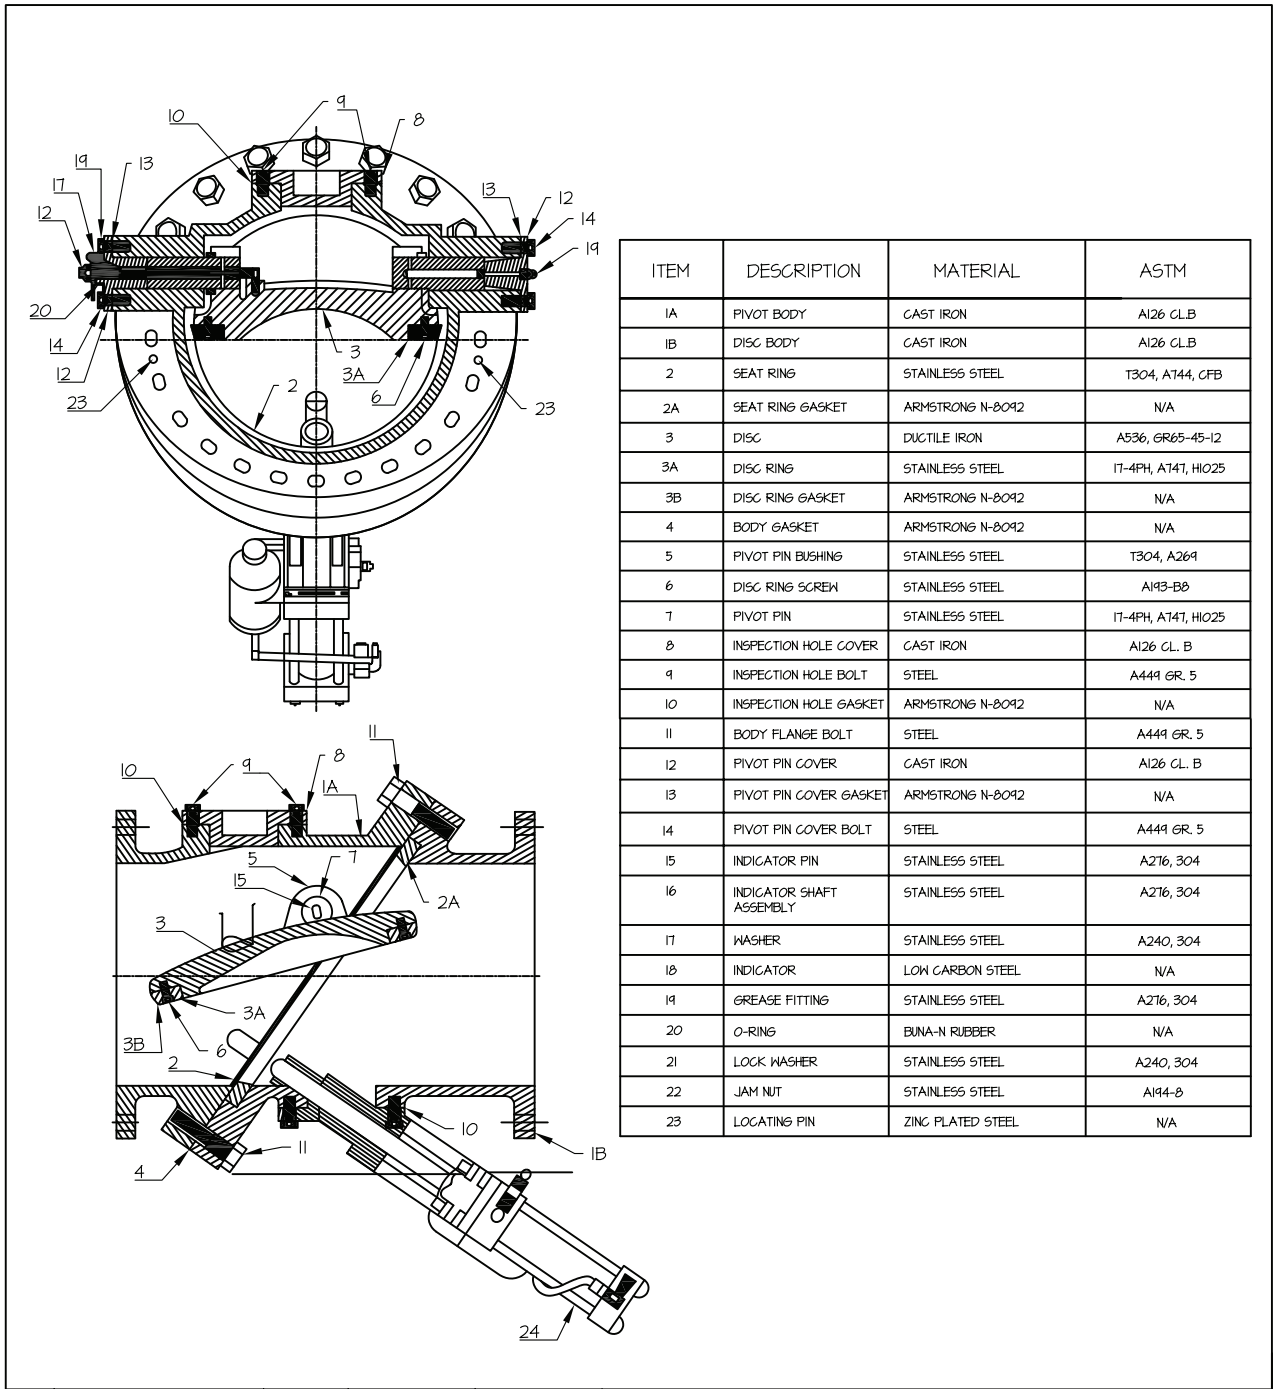 9
10
8
19
13
17
12
20
14
12
23
13
12
14
19
3
3A
6
2
23
11
8
9
10
1A
5
7
15
2A
3
3A
3B
6
2
10
11
4
1B
24
ITEM DESCRIPTION MATERIAL ASTM
1A PIVOT BODY CAST IRON A126 CL.B
1B DISC BODY CAST IRON A126 CL.B
2 SEAT RING STAINLESS STEEL T304, A744, CFB
2A SEAT RING GASKET ARMSTRONG N-8092 N/A
3 DISC DUCTILE IRON A536, GR65-45-12
3A DISC RING STAINLESS STEEL 17-4PH, A747, H1025
3B DISC RING GASKET ARMSTRONG N-8092 N/A
4 BODY GASKET ARMSTRONG N-8092 N/A
5 PIVOT PIN BUSHING STAINLESS STEEL T304, A269
6 DISC RING SCREW STAINLESS STEEL A193-B8
7 PIVOT PIN STAINLESS STEEL 17-4PH, A747, H1025
8 INSPECTION HOLE COVER CAST IRON A126 CL. B
9 INSPECTION HOLE BOLT STEEL A449 GR. 5
10 INSPECTION HOLE GASKET ARMSTRONG N-8092 N/A
11 BODY FLANGE BOLT STEEL A449 GR. 5
12 PIVOT PIN COVER CAST IRON A126 CL. B
13 PIVOT PIN COVER GASKET ARMSTRONG N-8092 N/A
14 PIVOT PIN COVER BOLT STEEL A449 GR. 5
15 INDICATOR PIN STAINLESS STEEL A276, 304
16 INDICATOR SHAFT STAINLESS STEEL A276, 304
ASSEMBLY
17 WASHER STAINLESS STEEL A240, 304
18 INDICATOR LOW CARBON STEEL N/A
19 GREASE FITTING STAINLESS STEEL A276, 304
20 O-RING BUNA-N RUBBER N/A
21 LOCK WASHER STAINLESS STEEL A240, 304
22 JAM NUT STAINLESS STEEL A194-8
23 LOCATING PIN ZINC PLATED STEEL N/A